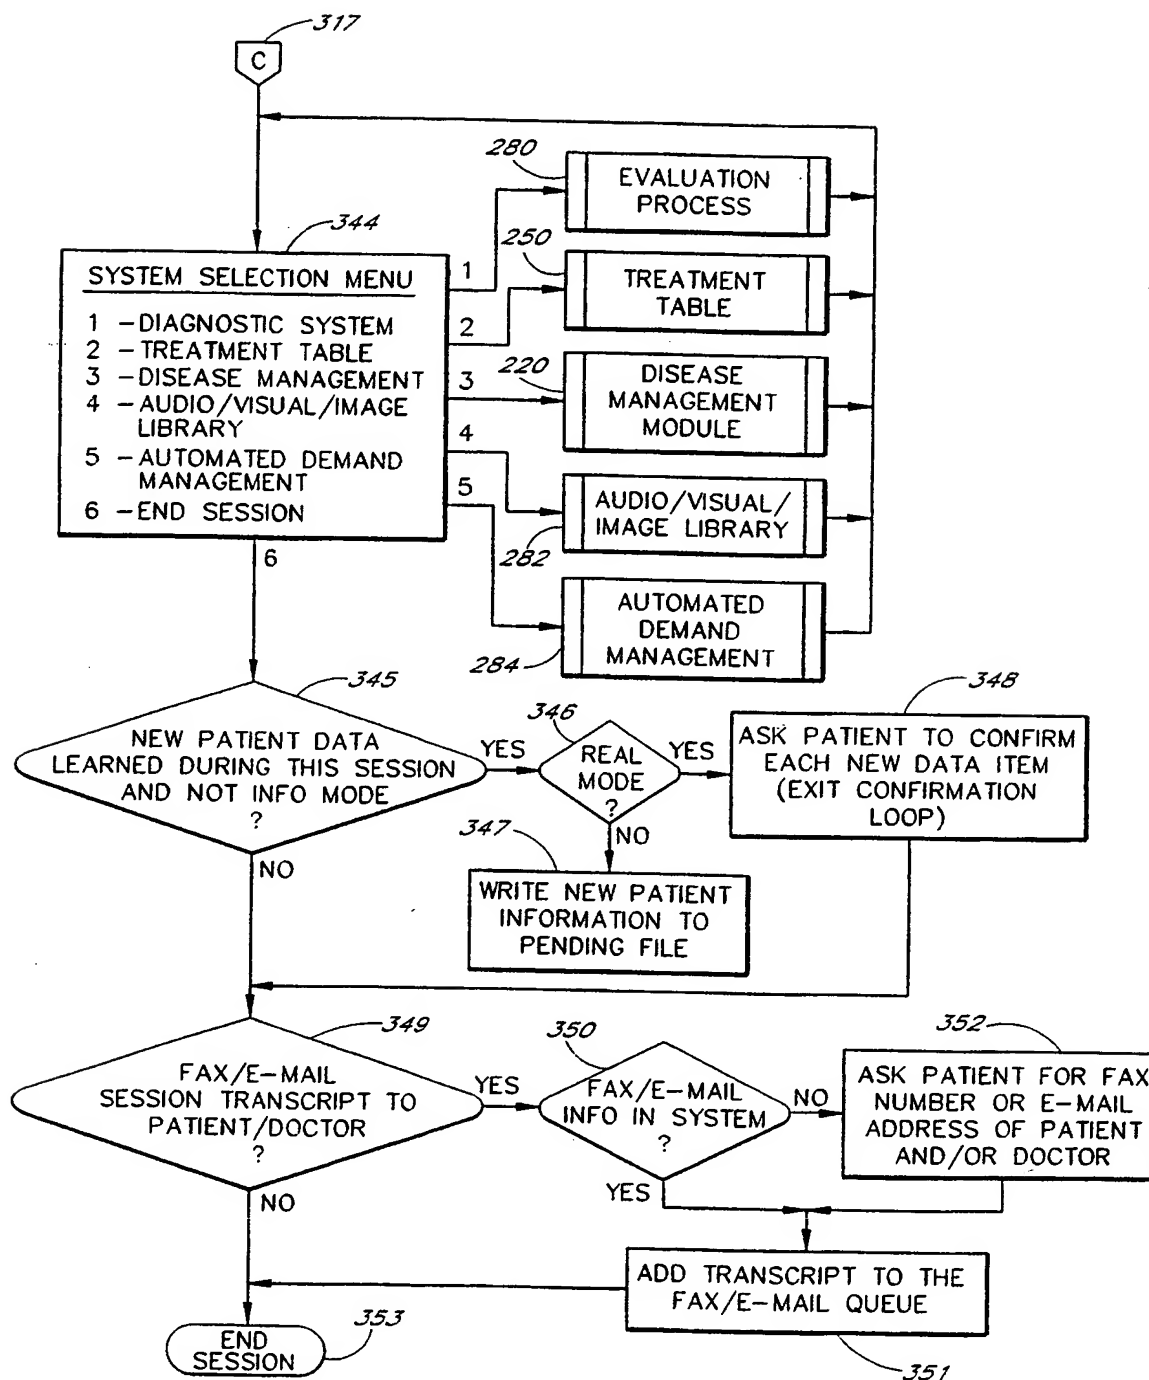 317
C
280
EVALUATION
PROCESS
344
SYSTEM SELECTION MENU
1 -DIAGNOSTIC SYSTEM
2 -TREATMENT TABLE
3 -DISEASE MANAGEMENT
4 -AUDIO/VISUAL/IMAGE
LIBRARY
5 -AUTOMATED DEMAND
MANAGEMENT
6 -END SESSION
1
2
3
4
5
6
250
TREATMENT
TABLE
220
DISEASE
MANAGEMENT
MODULE
AUDIO/VISUAL/
IMAGE LIBRARY
282
AUTOMATED
DEMAND
MANAGEMENT
284
345
NEW PATIENT DATA
LEARNED DURING THIS SESSION
AND NOT INFO MODE
?
YES
NO
346
REAL
MODE
?
YES
NO
348
ASK PATIENT TO CONFIRM
EACH NEW DATA ITEM
(EXIT CONFIRMATION
LOOP)
347
WRITE NEW PATIENT
INFORMATION TO
PENDING FILE
349
FAX/E-MAIL
SESSION TRANSCRIPT TO
PATIENT/DOCTOR
?
YES
NO
350
FAX/E-MAIL
INFO IN SYSTEM
?
NO
YES
352
ASK PATIENT FOR FAX
NUMBER OR E-MAIL
ADDRESS OF PATIENT
AND/OR DOCTOR
ADD TRANSCRIPT TO THE
FAX/E-MAIL QUEUE
351
END
SESSION
353